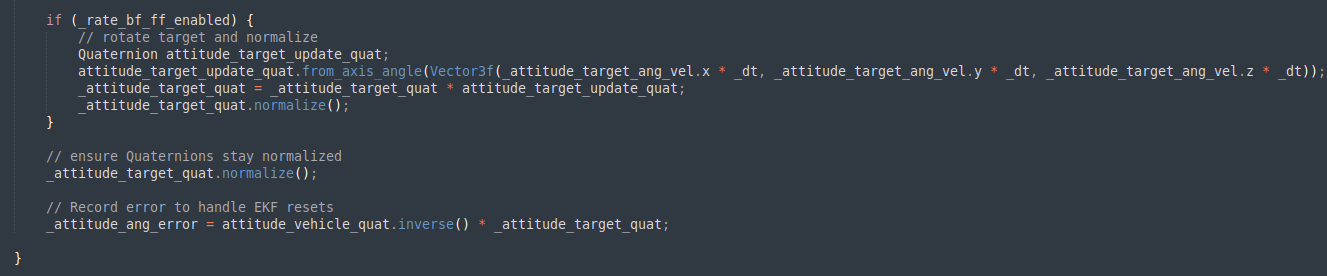 if (_rate_bf_ff_enabled) {
// rotate target and normalize
Quaternion attitude_target_update_quat;
attitude_target_update_quat.from_axis_angle(Vector3f(_attitude_target_ang_vel.x * _dt, _attitude_target_ang_vel.y * _dt, _attitude_target_ang_vel.z * _dt));
_attitude_target_quat = _attitude_target_quat * attitude_target_update_quat;
_attitude_target_quat.normalize();
}
// ensure Quaternions stay normalized
_attitude_target_quat.normalize();
// Record error to handle EKF resets
_attitude_ang_error = attitude_vehicle_quat.inverse() * _attitude_target_quat;
}